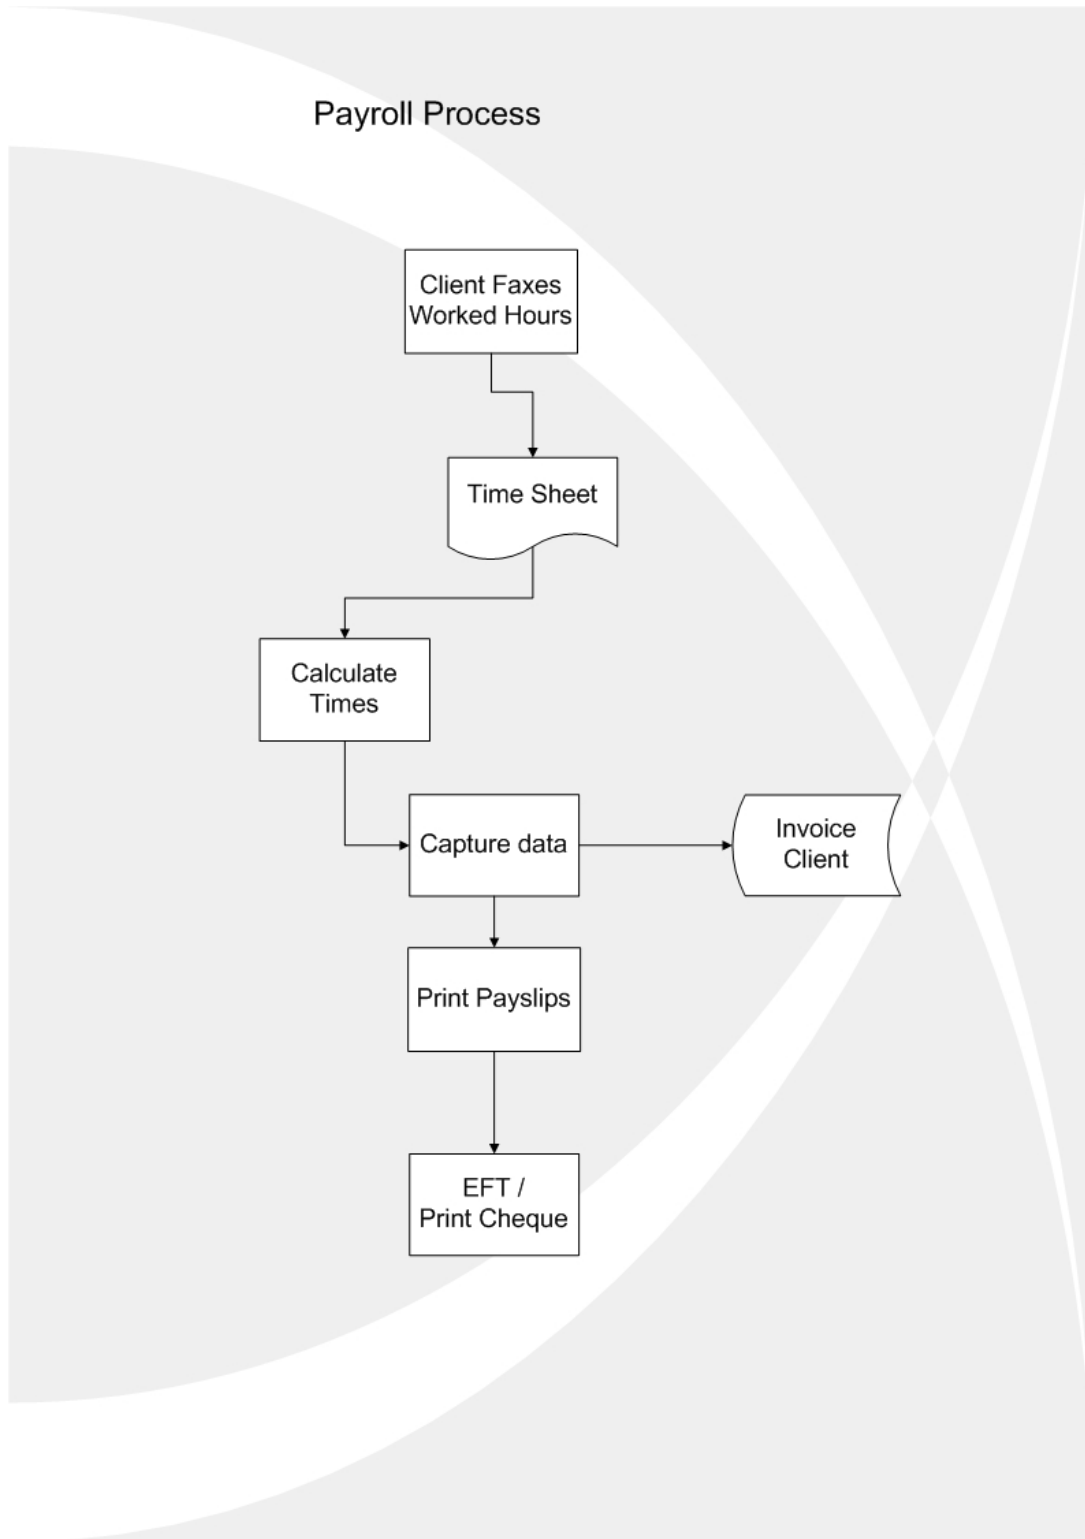 Payroll Process
Client Faxes
Worked Hours
Time Sheet
Calculate
Times
Capture data
Invoice
Client
Print Payslips
EFT /
Print Cheque